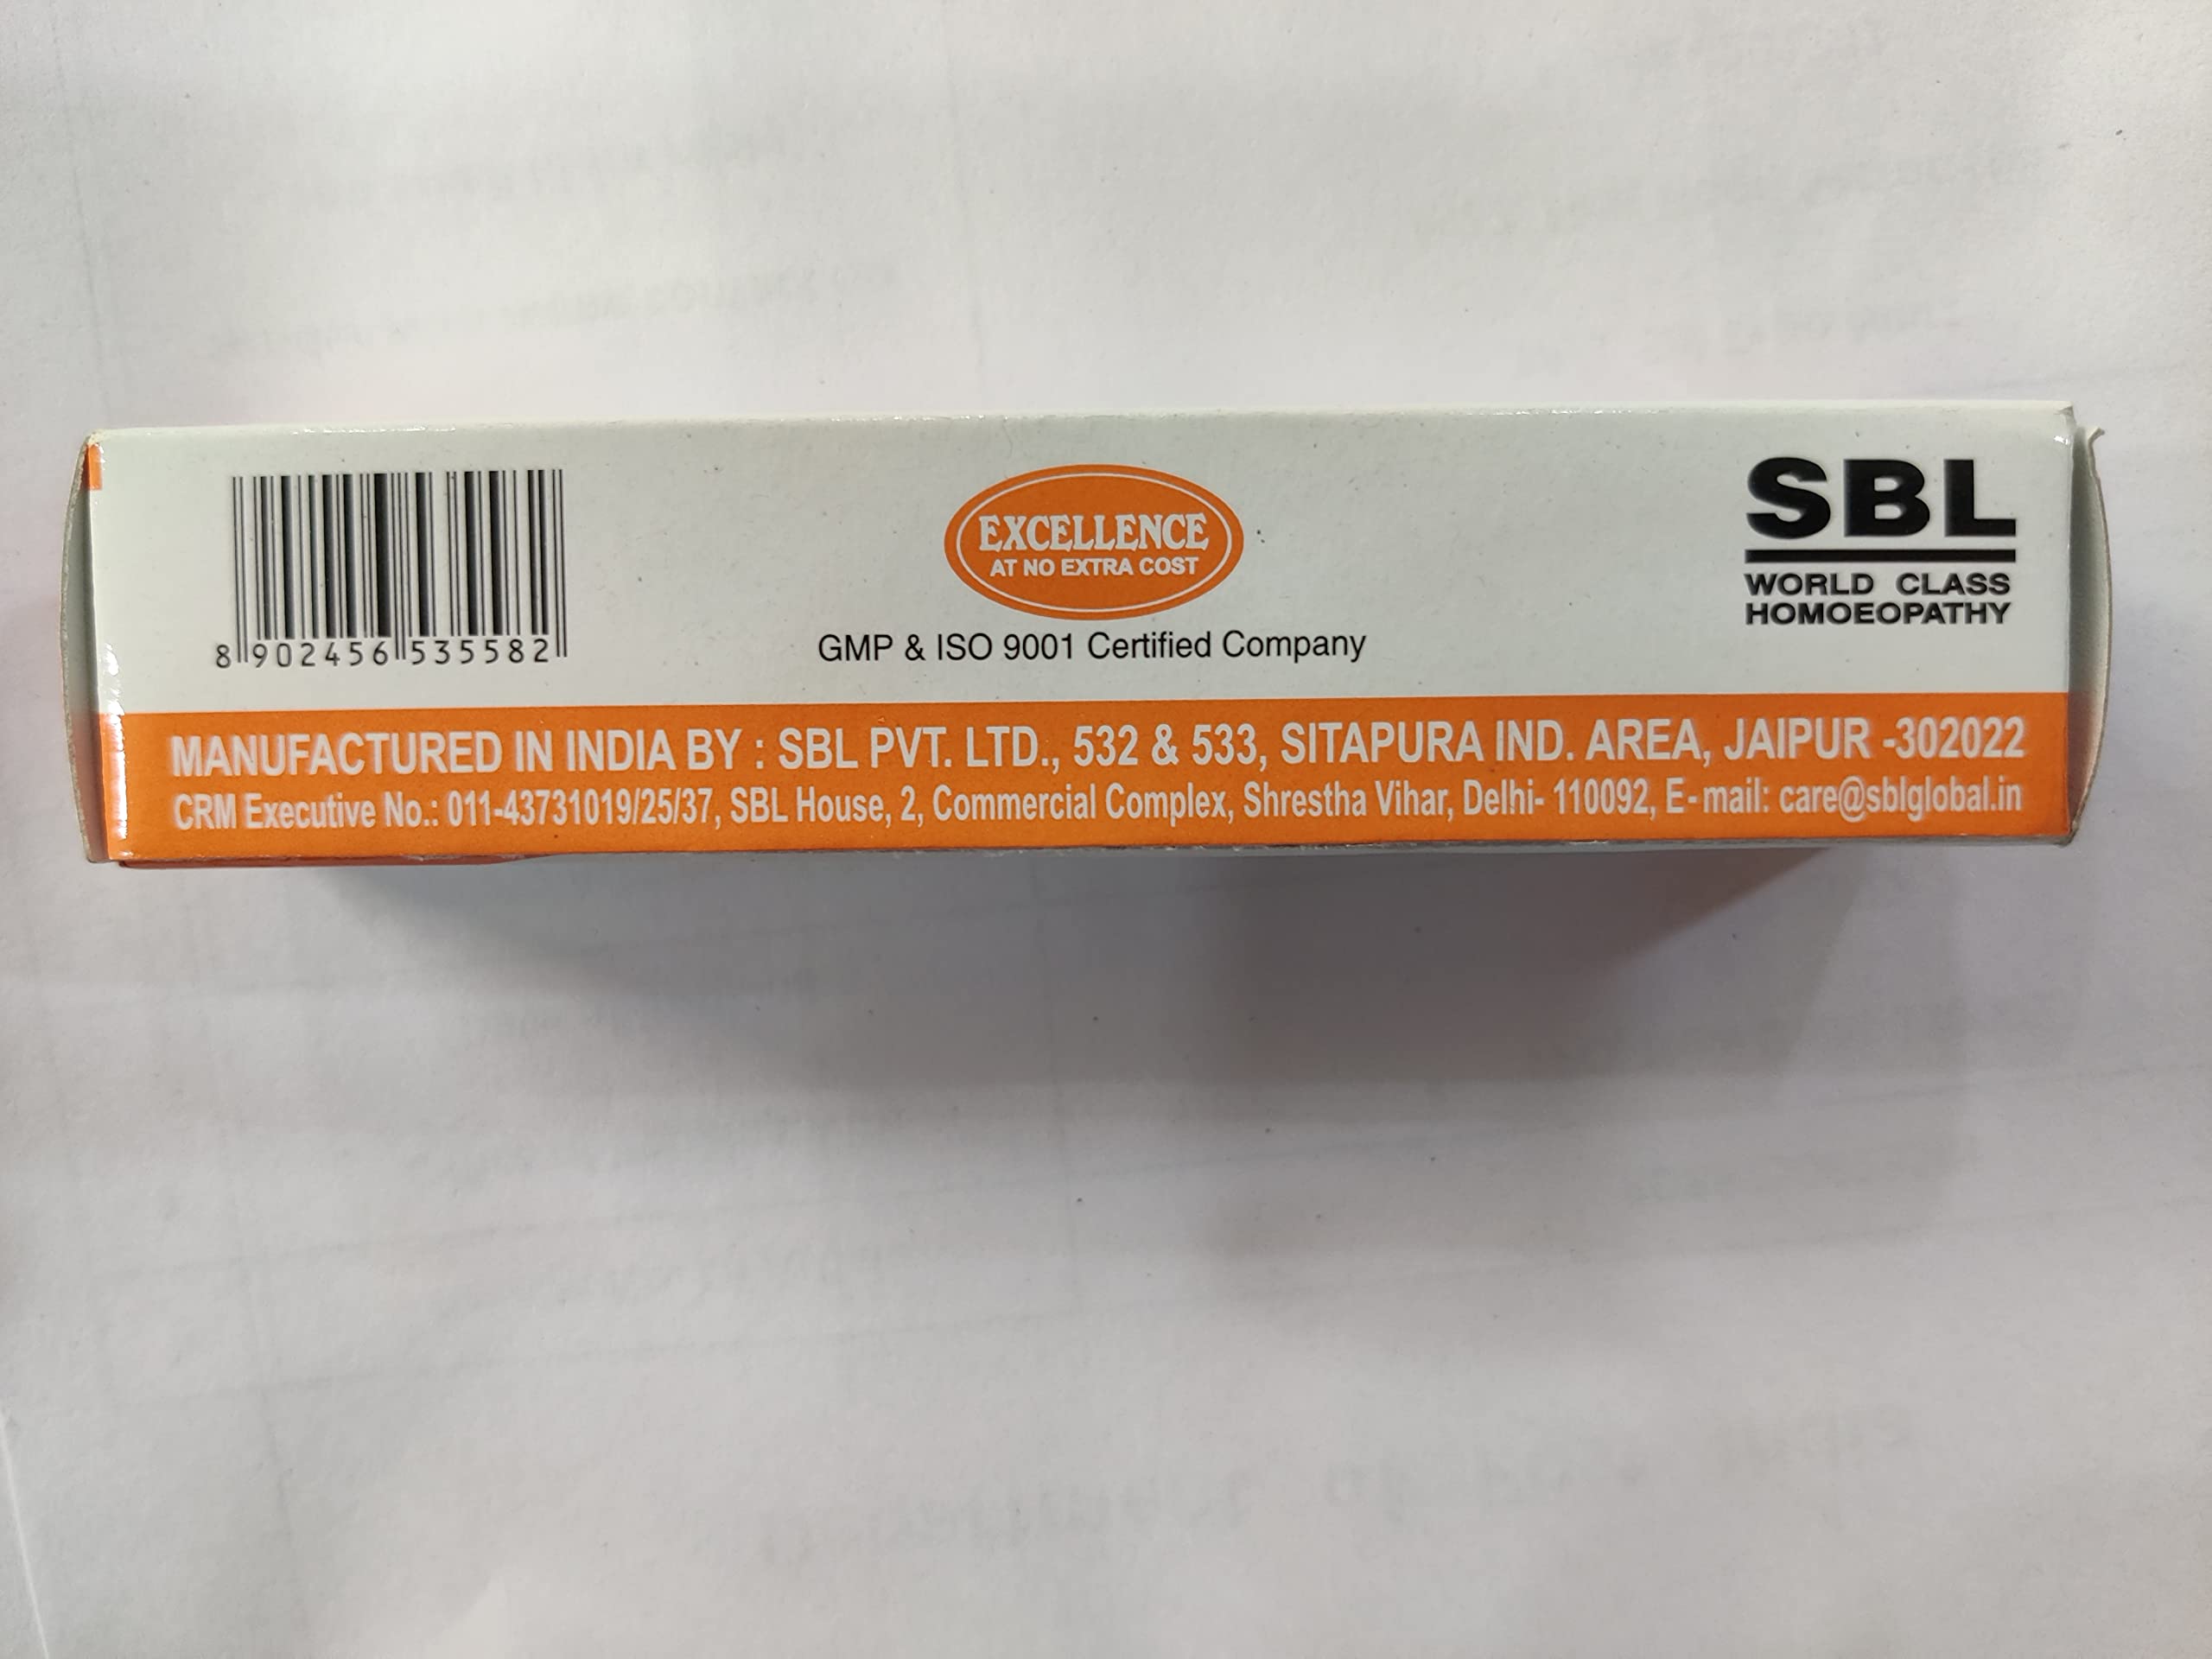 8 902456 535582
EXCELLENCE
AT NO EXTRA COST
GMP & ISO 9001 Certified Company
SBL
WORLD CLASS
HOMOEOPATHY
MANUFACTURED IN INDIA BY : SBL PVT. LTD., 532 & 533, SITAPURA IND. AREA, JAIPUR -302022
CRM Executive No.: 011-43731019/25/37, SBL House, 2, Commercial Complex, Shrestha Vihar, Delhi- 110092, E-mail: care@sblglobal.in